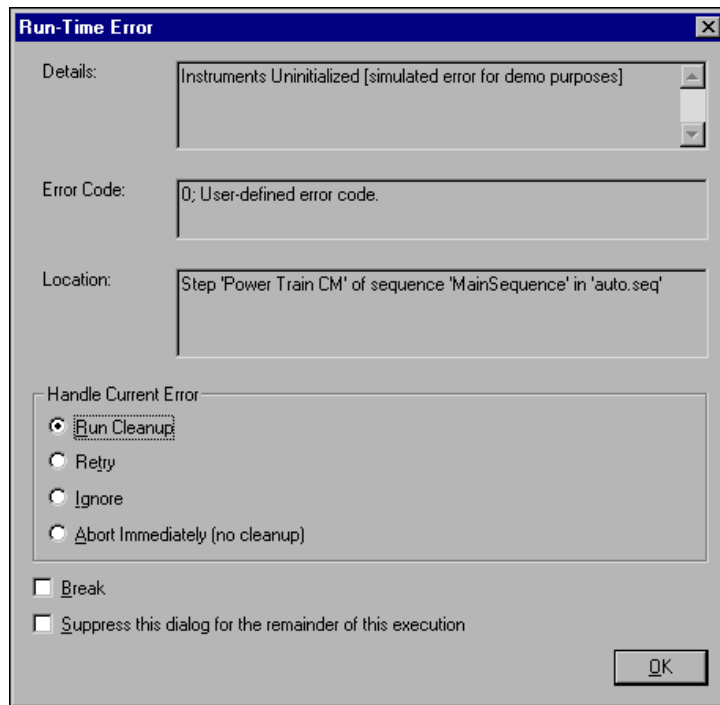 Run-Time Error
Details:
Instruments Uninitialized [simulated error for demo purposes]
Error Code:
0; User-defined error code.
Location:
Step 'Power Train CM' of sequence 'MainSequence' in 'auto.seq'
Handle Current Error
Run Cleanup
Retry
Ignore
Abort Immediately (no cleanup)
Break
Suppress this dialog for the remainder of this execution
OK